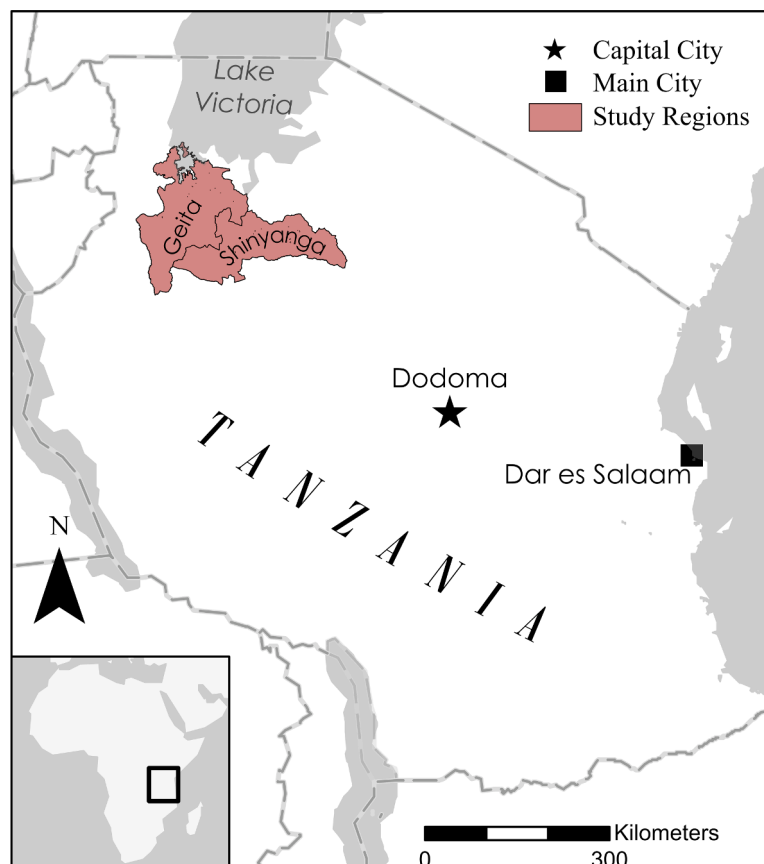 Capital City
Main City
Study Regions
Lake
Victoria
Geita
Shinyanga
Dodoma
Dar es Salaam
TANZANIA
N
Kilometers
0 300